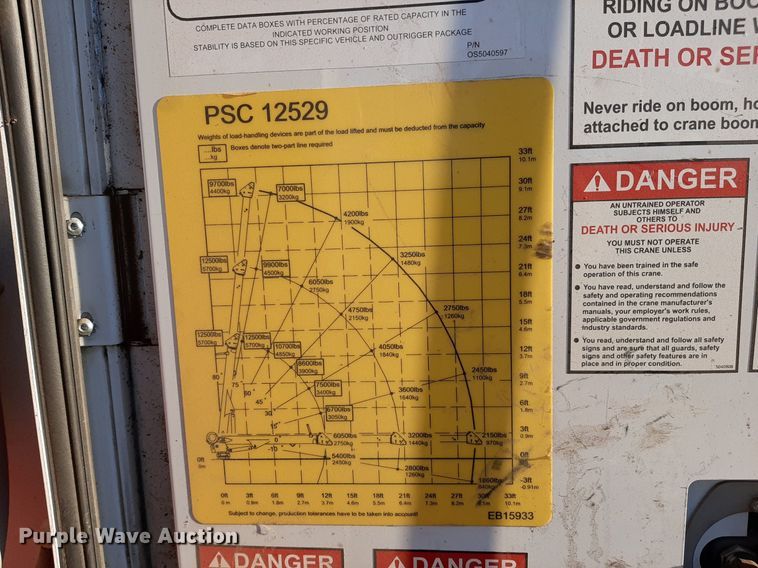 COMPLETE DATA BOXES WITH PERCENTAGE OF RATED CAPACITY IN THE
INDICATED WORKING POSITION
STABILITY IS BASED ON THIS SPECIFIC VEHICLE AND OUTRIGGER PACKAGE
P/N
OS5040597
RIDING ON BOO
OR LOADLINE W
DEATH OR SER
Never ride on boom, ho
attached to crane boom
PSC 12529
Weights of load-handling devices are part of the load lifted and must be deducted from the capacity
...lbs
...kg
Boxes denote two-part line required
33ft
10.1m
30ft
9.1m
27ft
8.2m
24ft
7.3m
21ft
6.4m
18ft
5.5m
15ft
4.6m
12ft
3.7m
9ft
2.7m
6ft
1.8m
3ft
0.9m
0ft
0m
-3ft
-0.91m
9700lbs
4400kg
7000lbs
3200kg
4200lbs
1900kg
3250lbs
1480kg
2750lbs
1260kg
2450lbs
1100kg
2150lbs
970kg
1860lbs
840kg
12500lbs
5700kg
9900lbs
4500kg
6050lbs
2750kg
4750lbs
2150kg
4050lbs
1840kg
3600lbs
1640kg
3200lbs
1440kg
2800lbs
1260kg
12500lbs
5700kg
12500lbs
5700kg
10700lbs
4850kg
8600lbs
3900kg
7500lbs
3400kg
6700lbs
3050kg
6050lbs
2750kg
5400lbs
2450kg
80
75
60
45
30
15
0
-10
0ft
0m
0ft 3ft 6ft 9ft 12ft 15ft 18ft 21ft 24ft 27ft 30ft 33ft
0m 0.9m 1.8m 2.7m 3.7m 4.6m 5.5m 6.4m 7.3m 8.2m 9.1m 10.1m
Subject to change, production tolerances have to be taken into account!
EB15933
DANGER
AN UNTRAINED OPERATOR
SUBJECTS HIMSELF AND
OTHERS TO
DEATH OR SERIOUS INJURY
YOU MUST NOT OPERATE
THIS CRANE UNLESS
• You have been trained in the safe
operation of this crane.
• You have read, understand and follow the
safety and operating recommendations
contained in the crane manufacturer's
manuals, your employer's work rules,
applicable government regulations and
industry standards.
• You read, understand and follow all safety
signs and are sure that all guards, safety
signs and other safety features are in
place and in proper condition.
DANGER
DANGER
Purple Wave Auction